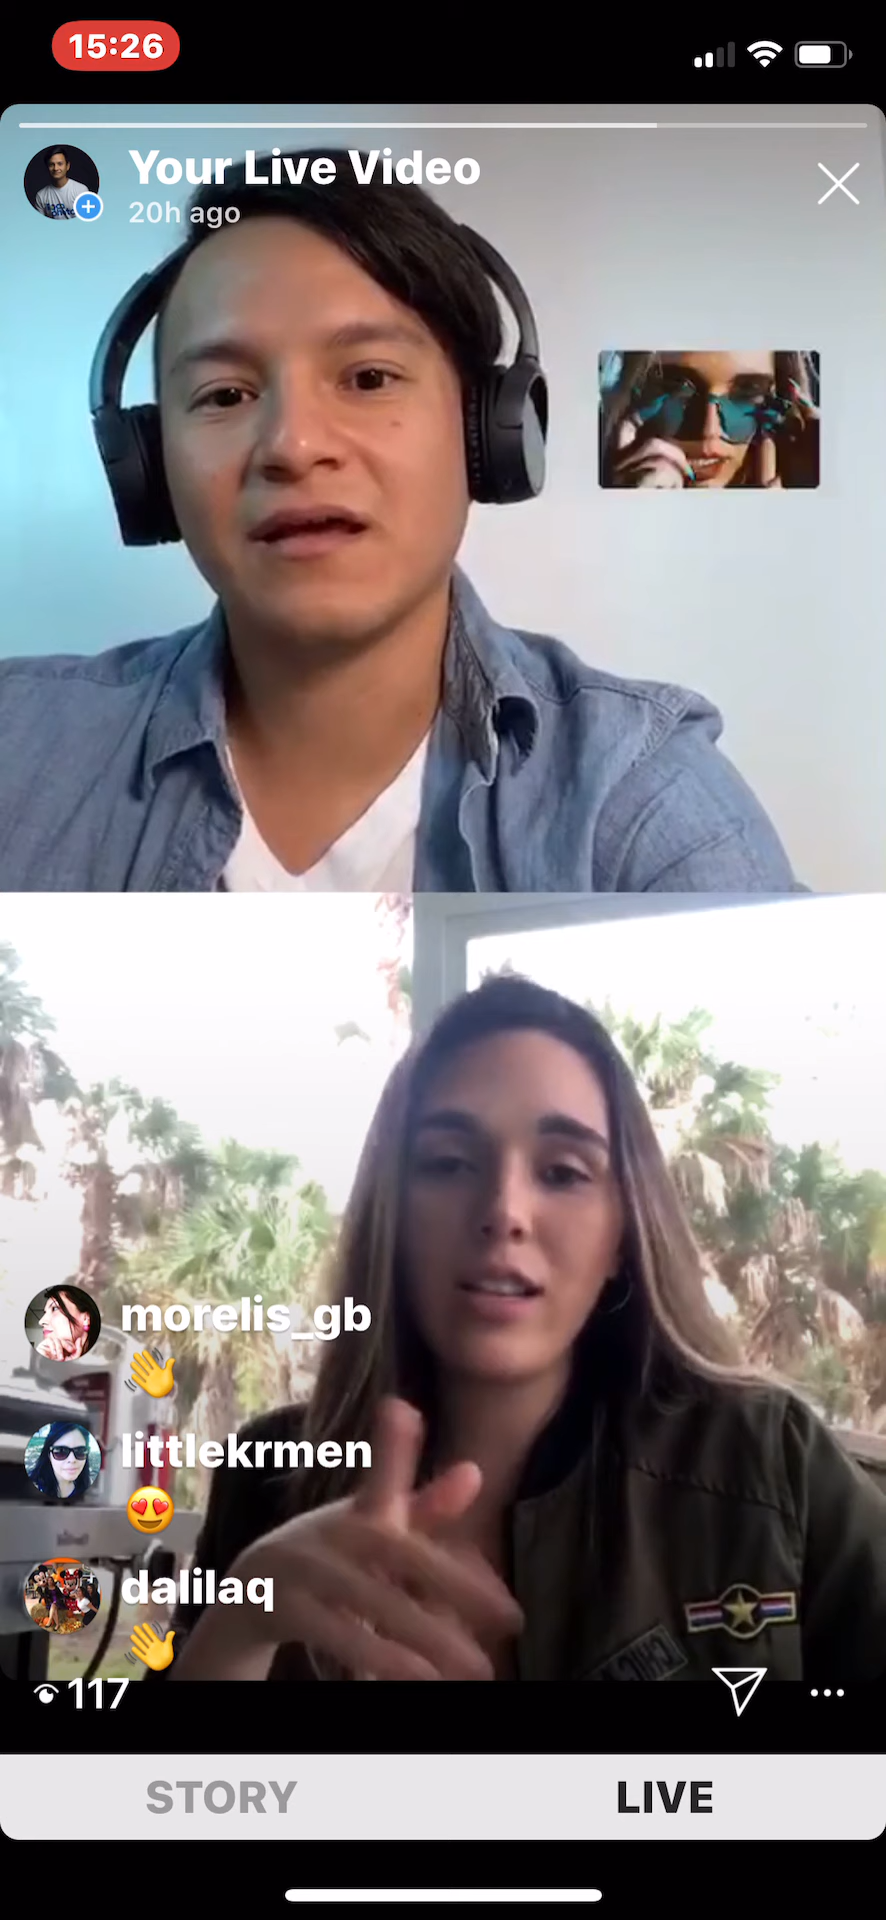 15:26
Your Live Video
20h ago
morelis_gb
👋
littlekrmen
😍
dalilaq
👋
117
STORY
LIVE